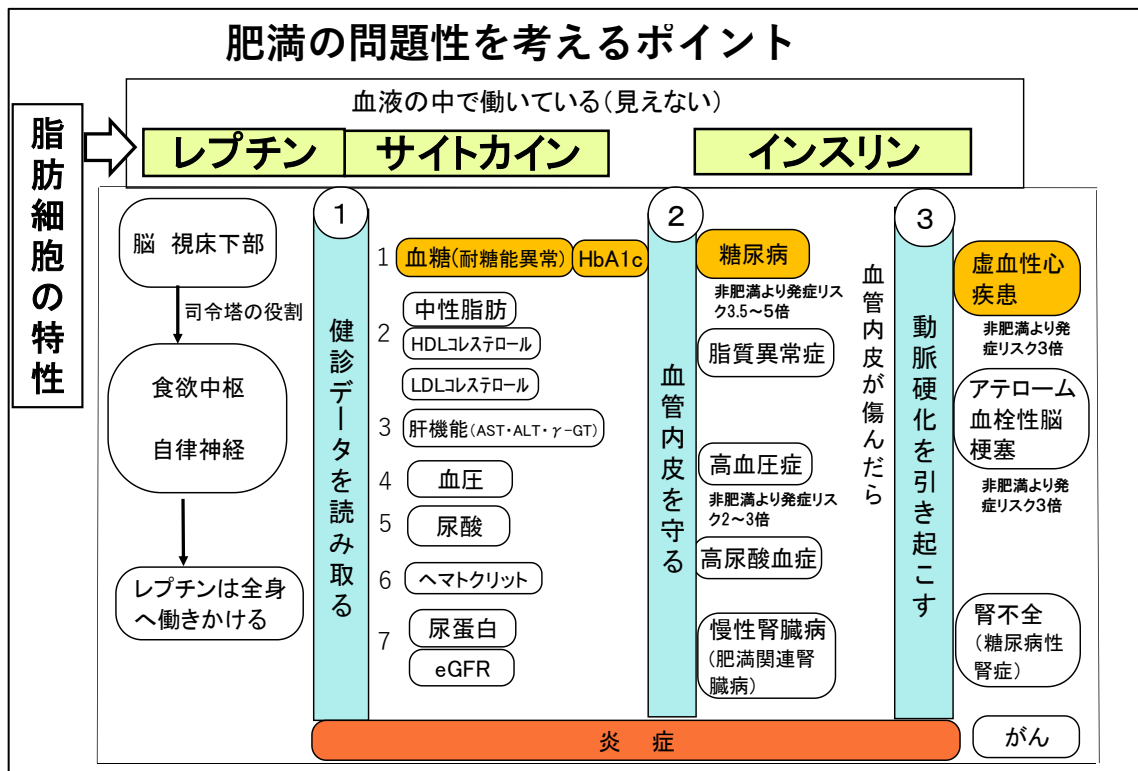 肥満の問題性を考えるポイント
脂肪細胞の特性
血液の中で働いている(見えない)
レプチン
サイトカイン
インスリン
脳 視床下部
司令塔の役割
食欲中枢
自律神経
レプチンは全身
へ働きかける
1
健診データを読み取る
1
血糖(耐糖能異常)
HbA1c
2
中性脂肪
HDLコレステロール
LDLコレステロール
3
肝機能(AST・ALT・γ-GT)
4
血圧
5
尿酸
6
ヘマトクリット
7
尿蛋白
eGFR
2
血管内皮を守る
糖尿病
非肥満より発症リス
ク3.5～5倍
脂質異常症
高血圧症
非肥満より発症リス
ク2～3倍
高尿酸血症
慢性腎臓病
(肥満関連腎
臓病)
血管内皮が傷んだら
3
動脈硬化を引き起こす
虚血性心
疾患
非肥満より発
症リスク3倍
アテローム
血栓性脳
梗塞
非肥満より発
症リスク3倍
腎不全
(糖尿病性
腎症)
がん
炎 症